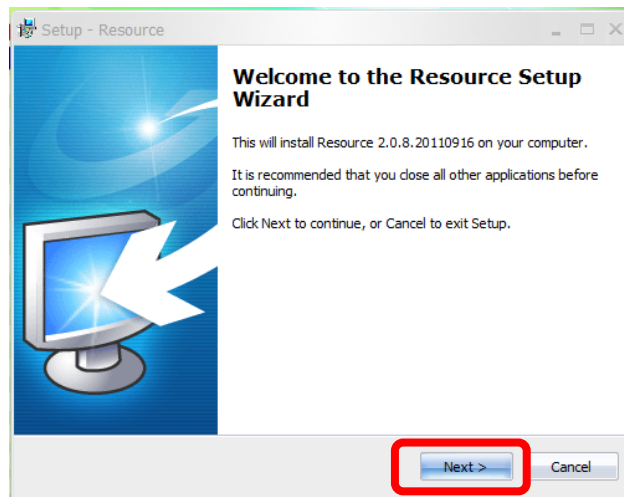 Setup - Resource
Welcome to the Resource Setup
Wizard
This will install Resource 2.0.8.20110916 on your computer.
It is recommended that you close all other applications before
continuing.
Click Next to continue, or Cancel to exit Setup.
Next >
Cancel